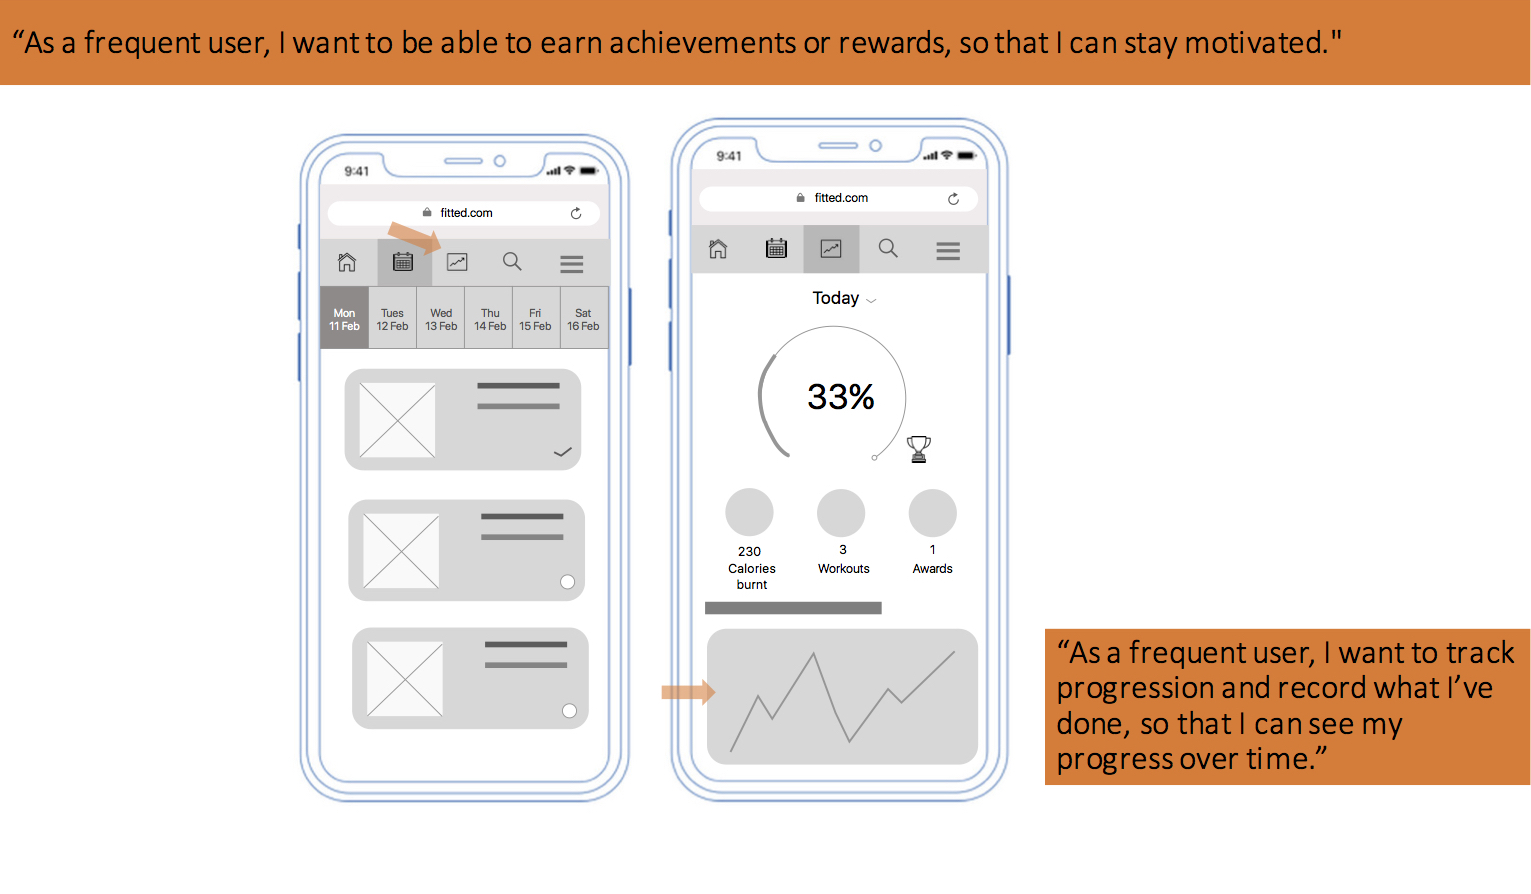 “As a frequent user, I want to be able to earn achievements or rewards, so that I can stay motivated."
9:41
fitted.com
Mon
11 Feb
Tues
12 Feb
Wed
13 Feb
Thu
14 Feb
Fri
15 Feb
Sat
16 Feb
9:41
fitted.com
Today
33%
230
Calories
burnt
3
Workouts
1
Awards
“As a frequent user, I want to track
progression and record what I’ve
done, so that I can see my
progress over time.”